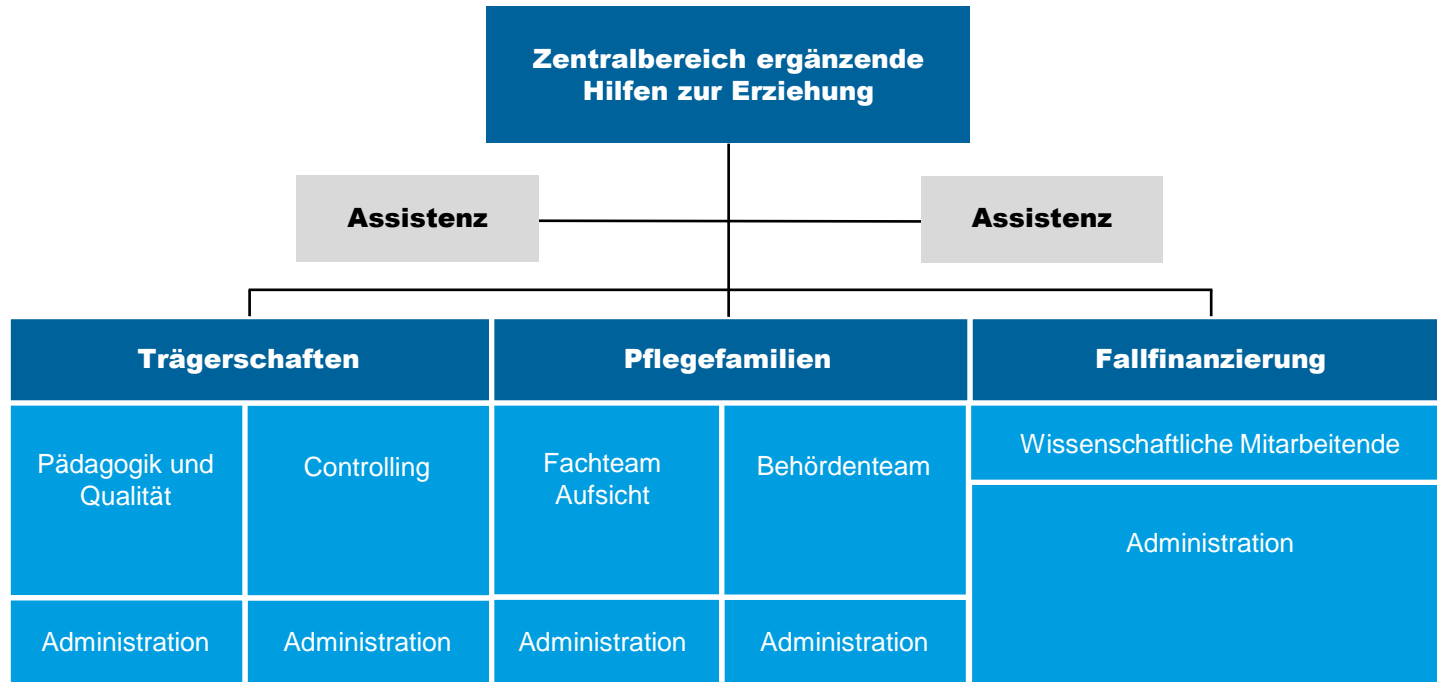 Zentralbereich ergänzende
Hilfen zur Erziehung
Assistenz
Assistenz
Trägerschaften
Pflegefamilien
Fallfinanzierung
Pädagogik und
Qualität
Controlling
Fachteam
Aufsicht
Behördenteam
Wissenschaftliche Mitarbeitende
Administration
Administration
Administration
Administration
Administration